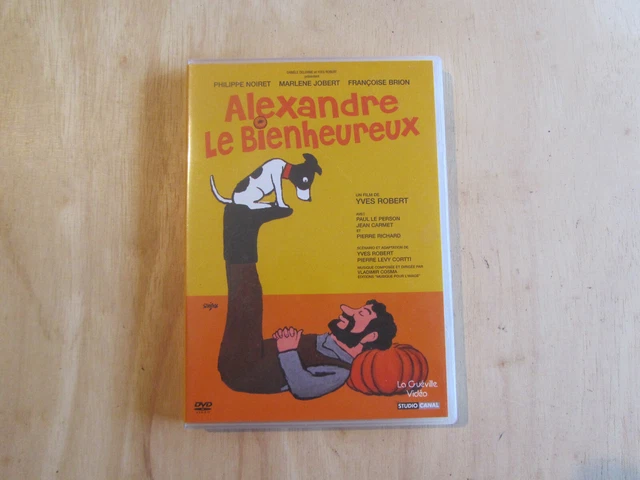 PHILIPPE NOIRET MARLENE JOBERT FRANÇOISE BRION
Alexandre
Le Bienheureux
UN FILM DE
YVES ROBERT
AVEC
PAUL LE PERSON
JEAN CARMET
ET
PIERRE RICHARD
SCÉNARIO ET ADAPTATION DE
YVES ROBERT
PIERRE LEVY CORTTI
MUSIQUE COMPOSÉE ET DIRIGÉE PAR
VLADIMIR COSMA
DVD
La Guéville
Vidéo
STUDIO CANAL